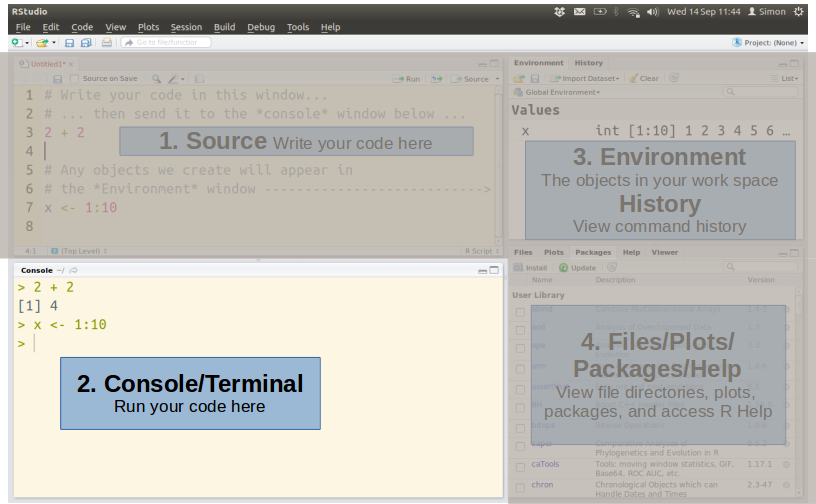 RStudio
Wed 14 Sep 11:44 Simon
File Edit Code View Plots Session Build Debug Tools Help
Go to file/function
Project: (None)
Untitled1*
Source on Save
Run
Source
1 # Write your code in this window...
2 # ... then send it to the *console* window below ...
3 2 + 2
4
5 # Any objects we create will appear in
6 # the *Environment* window --------------------------->
7 x <- 1:10
8
1. Source Write your code here
4:1 (Top Level) R Script
Environment History
Import Dataset Clear List
Global Environment
Values
x int [1:10] 1 2 3 4 5 6 …
3. Environment
The objects in your work space
History
View command history
Console ~/
> 2 + 2
[1] 4
> x <- 1:10
>
2. Console/Terminal
Run your code here
Files Plots Packages Help Viewer
Install Update
Name Description Version
User Library
4. Files/Plots/
Packages/Help
View file directories, plots,
packages, and access R Help
Phylogenetics and Evolution in R
caTools Tools: moving window statistics, GIF, 1.17.1
Base64, ROC AUC, etc.
chron Chronological Objects which can 2.3-47
Handle Dates and Times